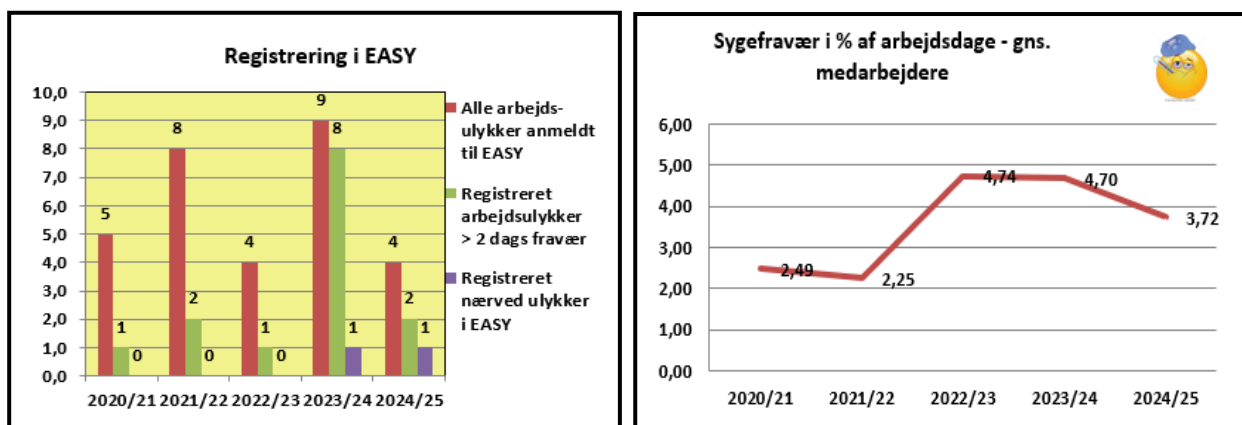 Registrering i EASY
10,0
9,0
8,0
7,0
6,0
5,0
4,0
3,0
2,0
1,0
0,0
5
1
0
8
2
0
4
1
0
9
8
1
4
2
1
2020/21 2021/22 2022/23 2023/24 2024/25
Alle arbejds-
ulykker anmeldt
til EASY
Registreret
arbejdsulykker
> 2 dags fravær
Registreret
nærved ulykker
i EASY
Sygefravær i % af arbejdsdage - gns.
medarbejdere
6,00
5,00
4,00
3,00
2,00
1,00
0,00
2,49
2,25
4,74
4,70
3,72
2020/21 2021/22 2022/23 2023/24 2024/25